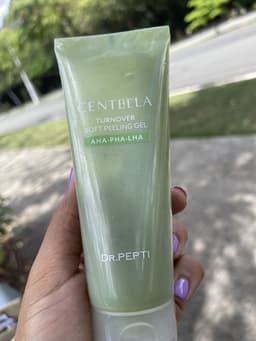 CENTBELA
TURNOVER
SOFT PEELING GEL
AHA·PHA·LHA
DR.PEPTI